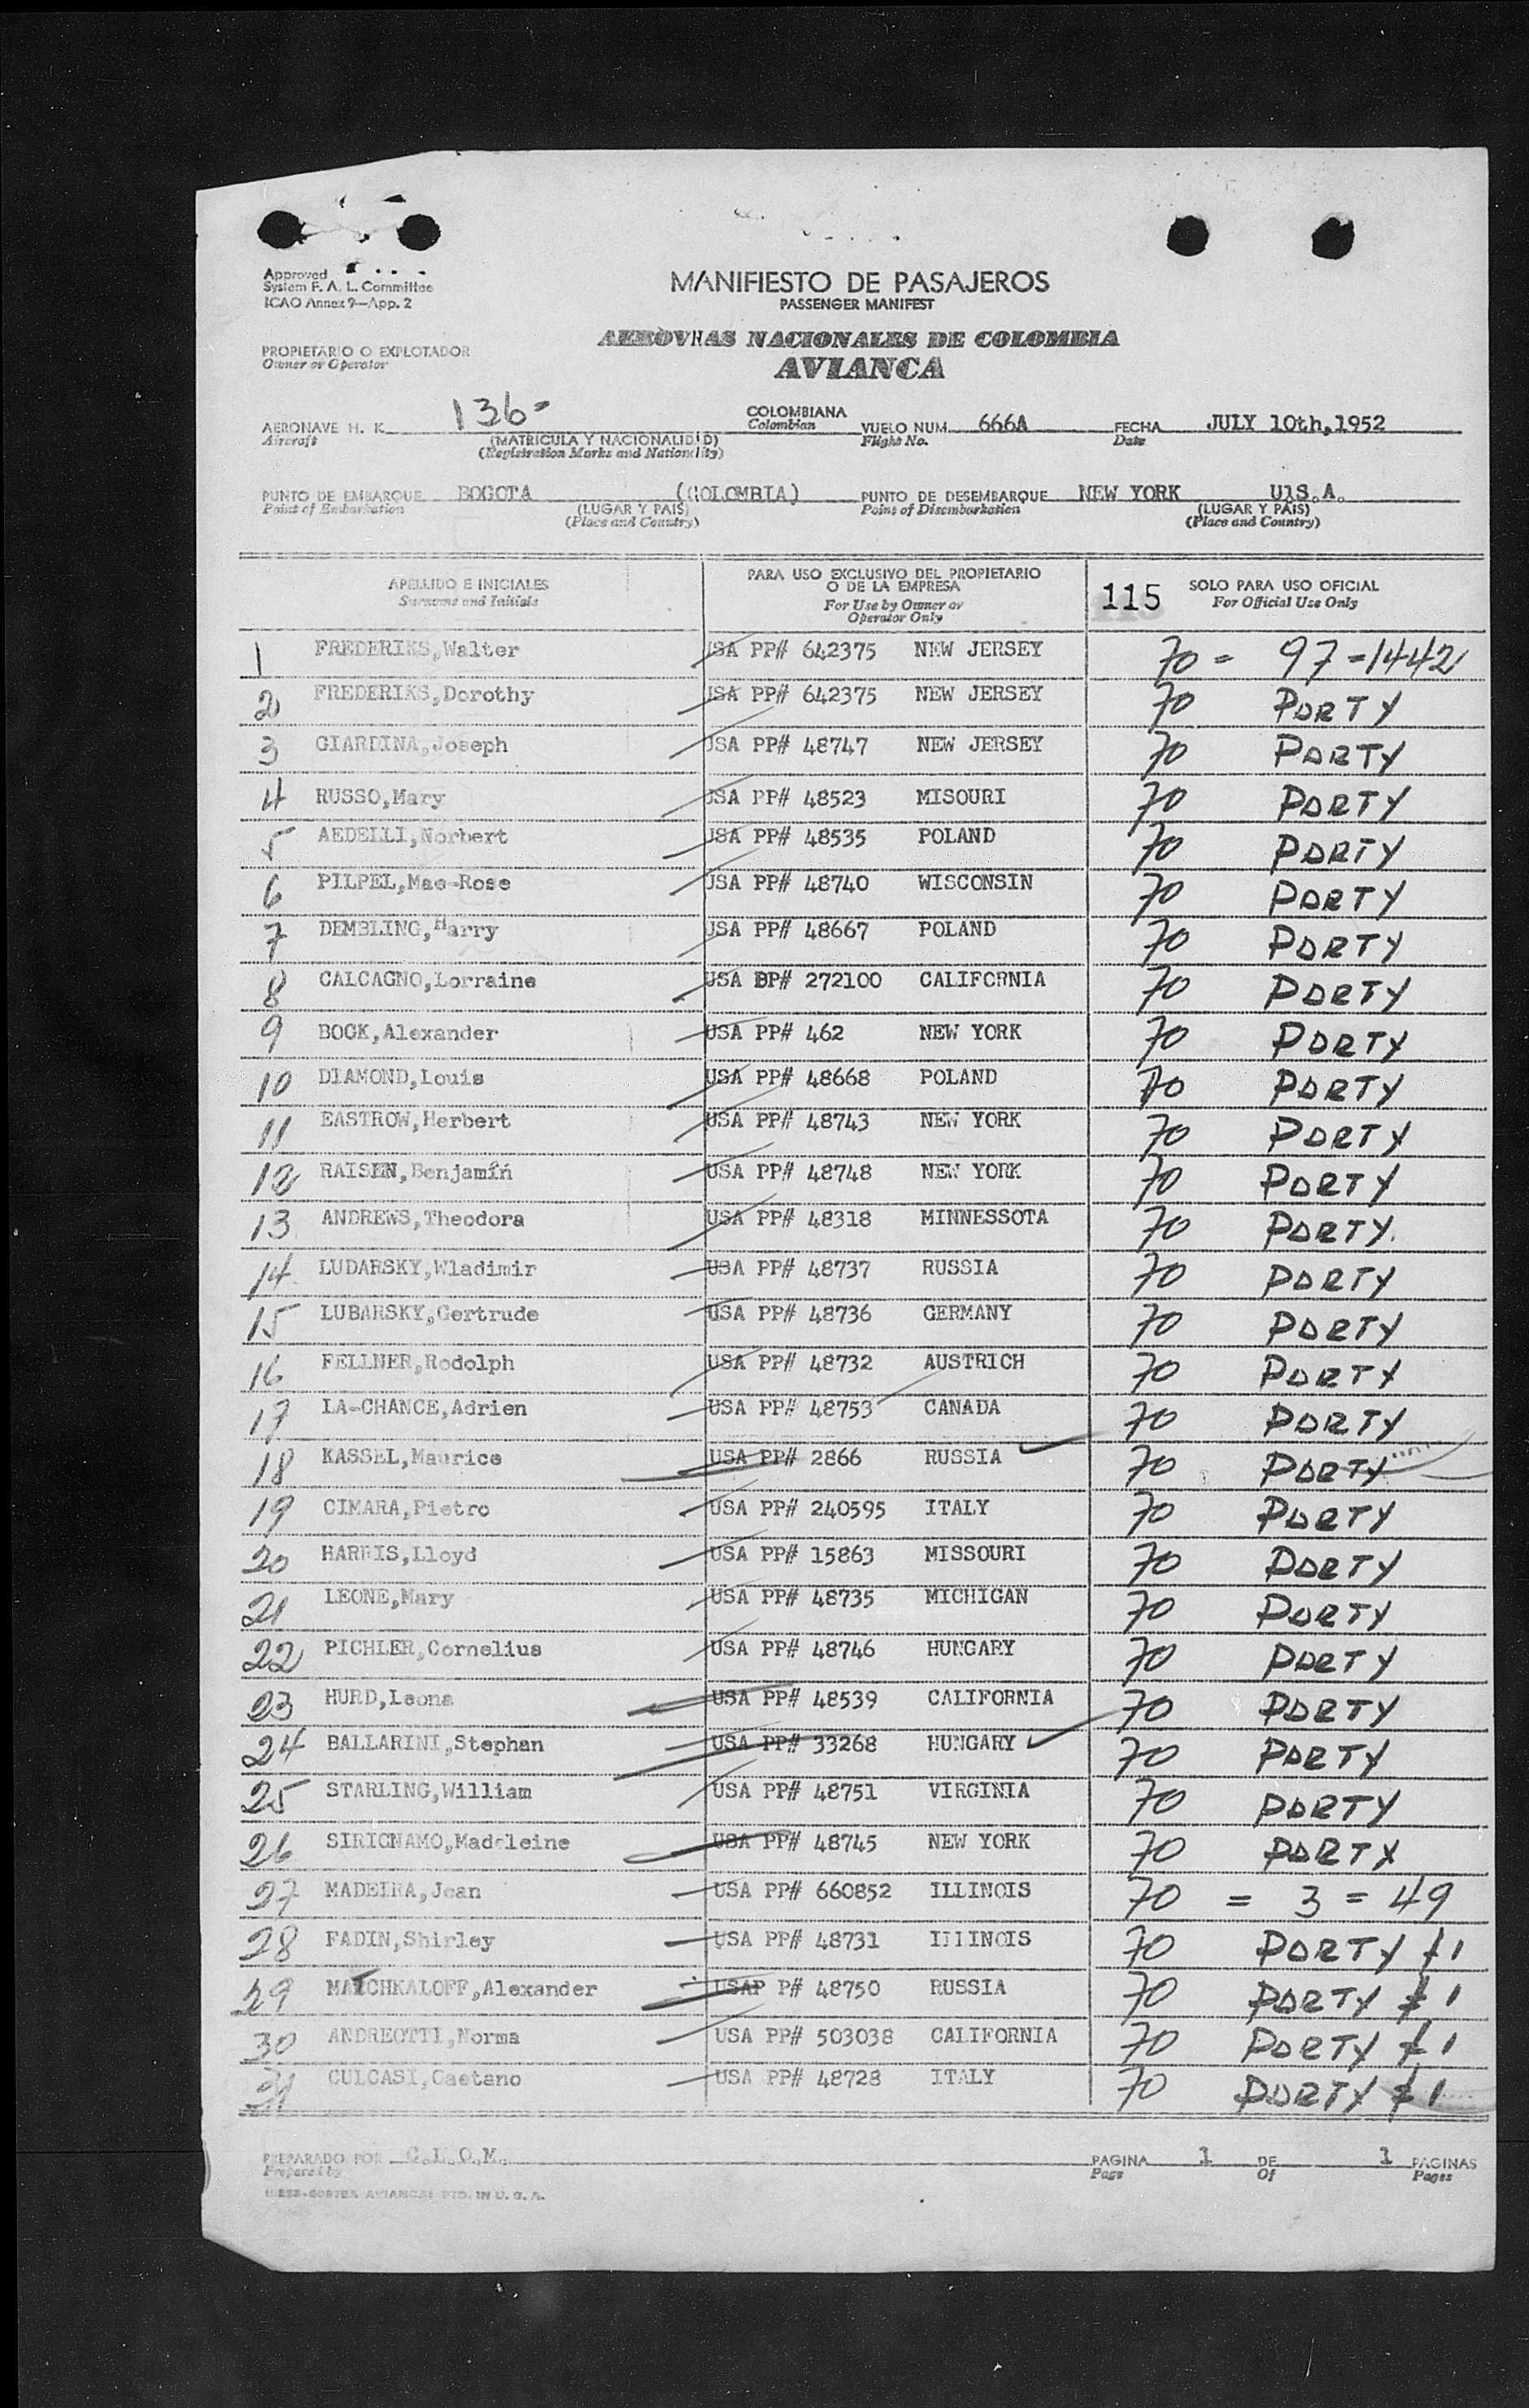 Approved
System F. A. L. Committee
ICAO Annex 9—App. 2
MANIFIESTO DE PASAJEROS
PASSENGER MANIFEST
PROPIETARIO O EXPLOTADOR
Owner or Operator
NACIONALES DE COLOMBIA
AVIANCA
AERONAVE H. K. 136- COLOMBIANA VUELO NUM. 666A FECHA JULY 10th,1952
Aircraft (MATRICULA Y NACIONALIDAD) Colombian Flight No. Date
(Registration Marks and Nationality)
PUNTO DE EMBARQUE BOGOTA (COLOMBIA) PUNTO DE DESEMBARQUE NEW YORK U.S.A.
Point of Embarkation (LUGAR Y PAIS) Point of Disembarkation (LUGAR Y PAIS)
(Place and Country) (Place and Country)
APELLIDO E INICIALES
Surname and Initials
PARA USO EXCLUSIVO DEL PROPIETARIO
O DE LA EMPRESA
For Use by Owner or
Operator Only
115 SOLO PARA USO OFICIAL
For Official Use Only
1 FREDERIKS,Walter USA PP# 642375 NEW JERSEY 70 = 97-1442
2 FREDERIKS,Dorothy USA PP# 642375 NEW JERSEY 70 PORTY
3 GIARDINA,Joseph USA PP# 48747 NEW JERSEY 70 PORTY
4 RUSSO,Mary USA PP# 48523 MISOURI 70 PORTY
5 AEDELLI,Norbert USA PP# 48535 POLAND 70 PORTY
6 PILPEL,Mae-Rose USA PP# 48740 WISCONSIN 70 PORTY
7 DEMBLING,Harry USA PP# 48667 POLAND 70 PORTY
8 CALCAGNO,Lorraine USA PP# 272100 CALIFORNIA 70 PORTY
9 BOCK,Alexander USA PP# 462 NEW YORK 70 PORTY
10 DIAMOND,Louis USA PP# 48668 POLAND 70 PORTY
11 EASTROW,Herbert USA PP# 48743 NEW YORK 70 PORTY
12 RAISEN,Benjamín USA PP# 48748 NEW YORK 70 PORTY
13 ANDREWS,Theodora USA PP# 48318 MINNESSOTA 70 PORTY.
14 LUDARSKY,Wladimir USA PP# 48737 RUSSIA 70 PORTY
15 LUBARSKY,Gertrude USA PP# 48736 GERMANY 70 PORTY
16 FELLNER,Rodolph USA PP# 48732 AUSTRICH 70 PORTY
17 LA-CHANCE,Adrien USA PP# 48753 CANADA 70 PORTY
18 KASSEL,Maurice USA PP# 2866 RUSSIA 70 PORTY
19 CIMARA,Pietro USA PP# 240595 ITALY 70 PORTY
20 HARRIS,Lloyd USA PP# 15863 MISSOURI 70 PORTY
21 LEONE,Mary USA PP# 48735 MICHIGAN 70 PORTY
22 PICHLER,Cornelius USA PP# 48746 HUNGARY 70 PORTY
23 HURD,Leona USA PP# 48539 CALIFORNIA 70 PORTY
24 BALLARINI,Stephan USA PP# 33268 HUNGARY 70 PORTY
25 STARLING,William USA PP# 48751 VIRGINIA 70 PORTY
26 SIRIGNAMO,Madeleine USA PP# 48745 NEW YORK 70 PORTY
27 MADEIRA,Jean USA PP# 660852 ILLINOIS 70 = 3 = 49
28 FADIN,Shirley USA PP# 48731 ILLINOIS 70 PORTY #1
29 MATCHKALOFF,Alexander USAP P# 48750 RUSSIA 70 PORTY #1
30 ANDREOTTI,Norma USA PP# 503038 CALIFORNIA 70 PORTY #1
31 CULCASI,Gaetano USA PP# 48728 ITALY 70 PORTY #1
PREPARADO POR C.L.O.M. PAGINA 1 DE 1 PAGINAS
Prepared by Page Of Pages
AVIANCA) PTD. IN U. S. A.